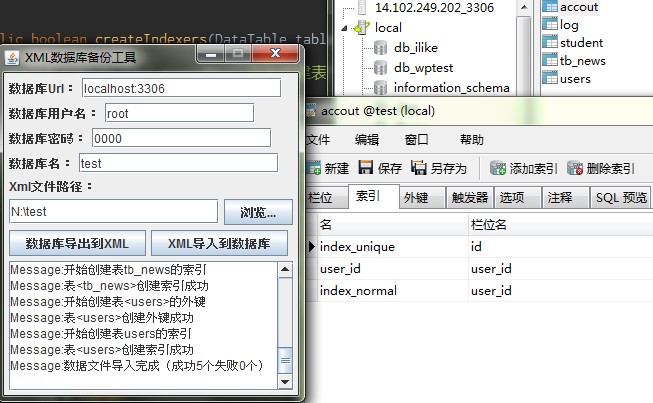 lic boolean createIndexers(DataTable tabl
表
XML数据库备份工具
数据库Url： localhost:3306
数据库用户名： root
数据库密码： 0000
数据库名： test
Xml文件路径：
N:\test
浏览...
数据库导出到XML
XML导入到数据库
Message:开始创建表tb_news的索引
Message:表<tb_news>创建索引成功
Message:开始创建表<users>的外键
Message:表<users>创建外键成功
Message:开始创建表users的索引
Message:表<users>创建索引成功
Message:数据文件导入完成（成功5个失败0个）
14.102.249.202_3306
local
db_ilike
db_wptest
information_schema
accout
log
student
tb_news
users
accout @test (local)
文件 编辑 窗口 帮助
新建 保存 另存为 添加索引 删除索引
栏位 索引 外键 触发器 选项 注释 SQL 预览
名 栏位名
index_unique id
user_id user_id
index_normal user_id